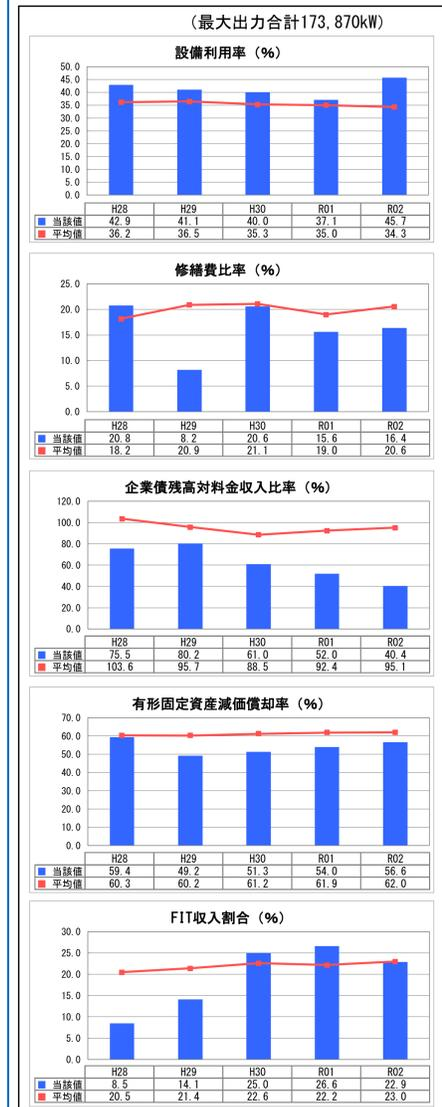 （最大出力合計173,870kW）
設備利用率（％）
50.0
45.0
40.0
35.0
30.0
25.0
20.0
15.0
10.0
5.0
0.0
H28 H29 H30 R01 R02
当該値 42.9 41.1 40.0 37.1 45.7
平均値 36.2 36.5 35.3 35.0 34.3
修繕費比率（％）
25.0
20.0
15.0
10.0
5.0
0.0
H28 H29 H30 R01 R02
当該値 20.8 8.2 20.6 15.6 16.4
平均値 18.2 20.9 21.1 19.0 20.6
企業債残高対料金収入比率（％）
120.0
100.0
80.0
60.0
40.0
20.0
0.0
H28 H29 H30 R01 R02
当該値 75.5 80.2 61.0 52.0 40.4
平均値 103.6 95.7 88.5 92.4 95.1
有形固定資産減価償却率（％）
70.0
60.0
50.0
40.0
30.0
20.0
10.0
0.0
H28 H29 H30 R01 R02
当該値 59.4 49.2 51.3 54.0 56.6
平均値 60.3 60.2 61.2 61.9 62.0
FIT収入割合（％）
30.0
25.0
20.0
15.0
10.0
5.0
0.0
H28 H29 H30 R01 R02
当該値 8.5 14.1 25.0 26.6 22.9
平均値 20.5 21.4 22.6 22.2 23.0